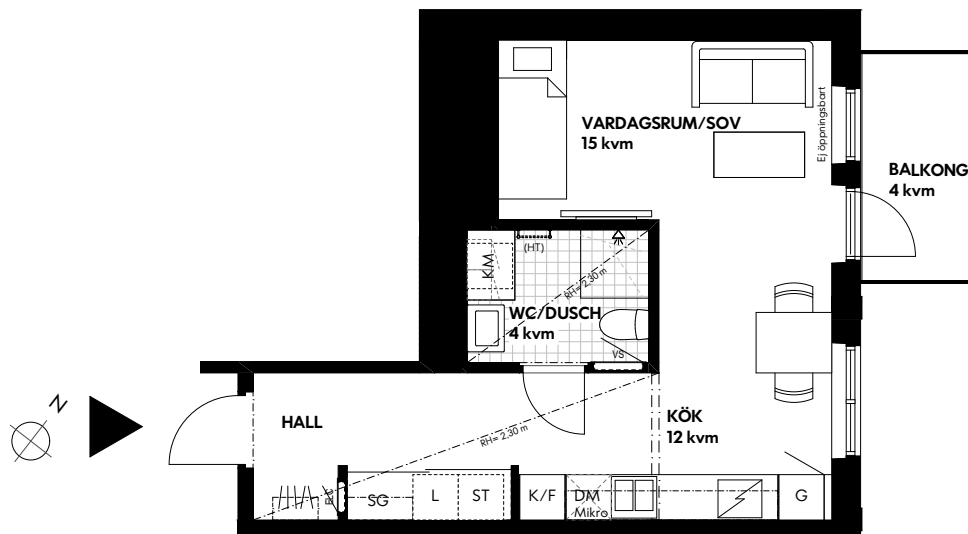 Ej öppningsbart
VARDAGSRUM/SOV
15 kvm
BALKONG
4 kvm
(HT)
KM
RH= 2,30 m
WC/DUSCH
4 kvm
VS
N
HALL
RH= 2,30 m
KÖK
12 kvm
SG
L
ST
K/F
DM
Mikro
G